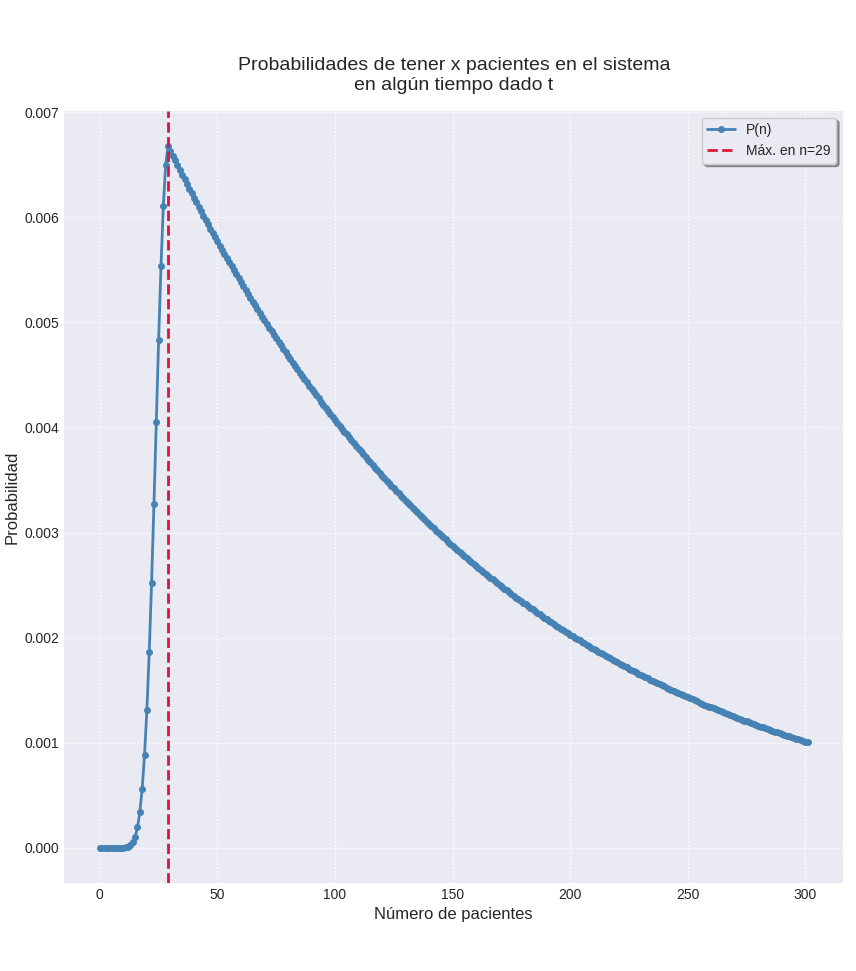 Probabilidades de tener x pacientes en el sistema
en algún tiempo dado t
P(n)
Máx. en n=29
0.007
0.006
0.005
0.004
0.003
0.002
0.001
0.000
Probabilidad
0 50 100 150 200 250 300
Número de pacientes